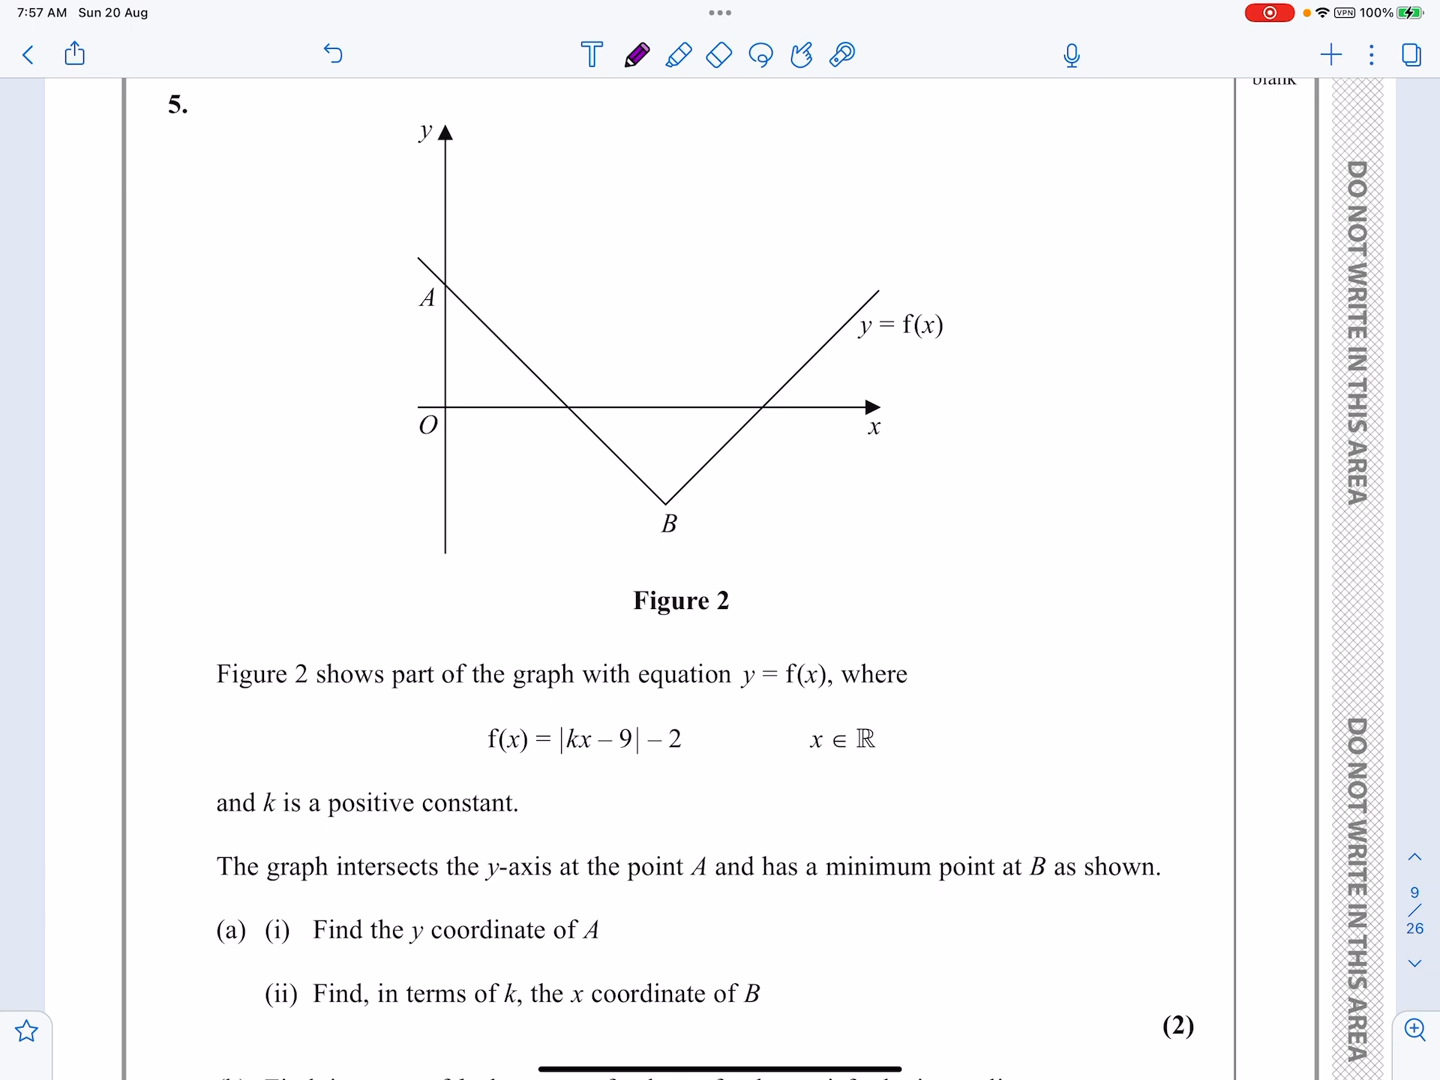 7:57 AM Sun 20 Aug
VPN 100%
5.
y
A
y = f(x)
O
x
B
Figure 2
Figure 2 shows part of the graph with equation y = f(x), where
f(x) = |kx – 9| – 2 x ∈ ℝ
and k is a positive constant.
The graph intersects the y-axis at the point A and has a minimum point at B as shown.
(a) (i) Find the y coordinate of A
(ii) Find, in terms of k, the x coordinate of B
(2)
blank
DO NOT WRITE IN THIS AREA
DO NOT WRITE IN THIS AREA
9
/
26